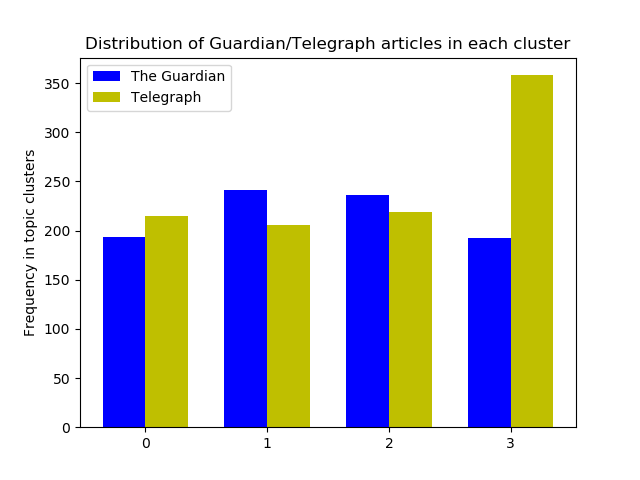 Distribution of Guardian/Telegraph articles in each cluster
The Guardian
Telegraph
Frequency in topic clusters
350
300
250
200
150
100
50
0
0 1 2 3